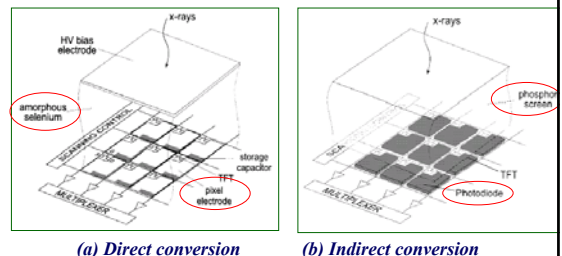 x-rays
HV bias
electrode
amorphous
selenium
SCANNING CONTROL
storage
capacitor
TFT
pixel
electrode
MULTIPLEXER
(a) Direct conversion
x-rays
phosphor
screen
TFT
Photodiode
MULTIPLEXER
(b) Indirect conversion